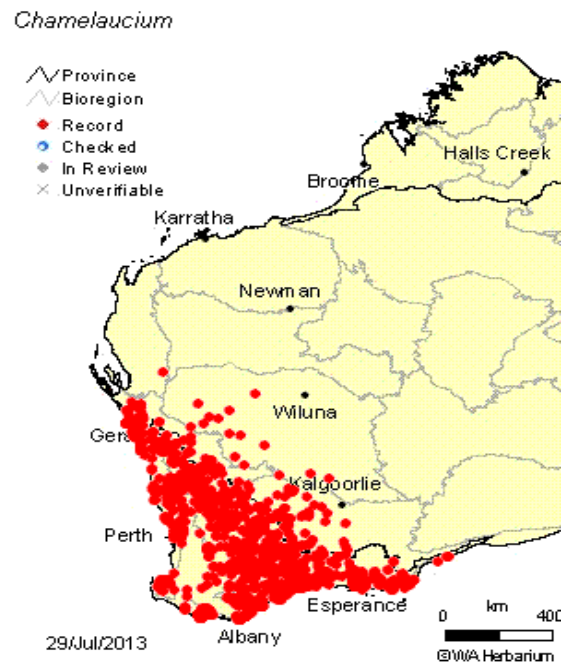 Chamelaucium
Province
Bioregion
Record
Checked
In Review
Unverifiable
Halls Creek
Broome
Karratha
Newman
Wiluna
Kalgoorlie
Perth
Esperance
Albany
29/Jul/2013
km
0 400
©WA Herbarium